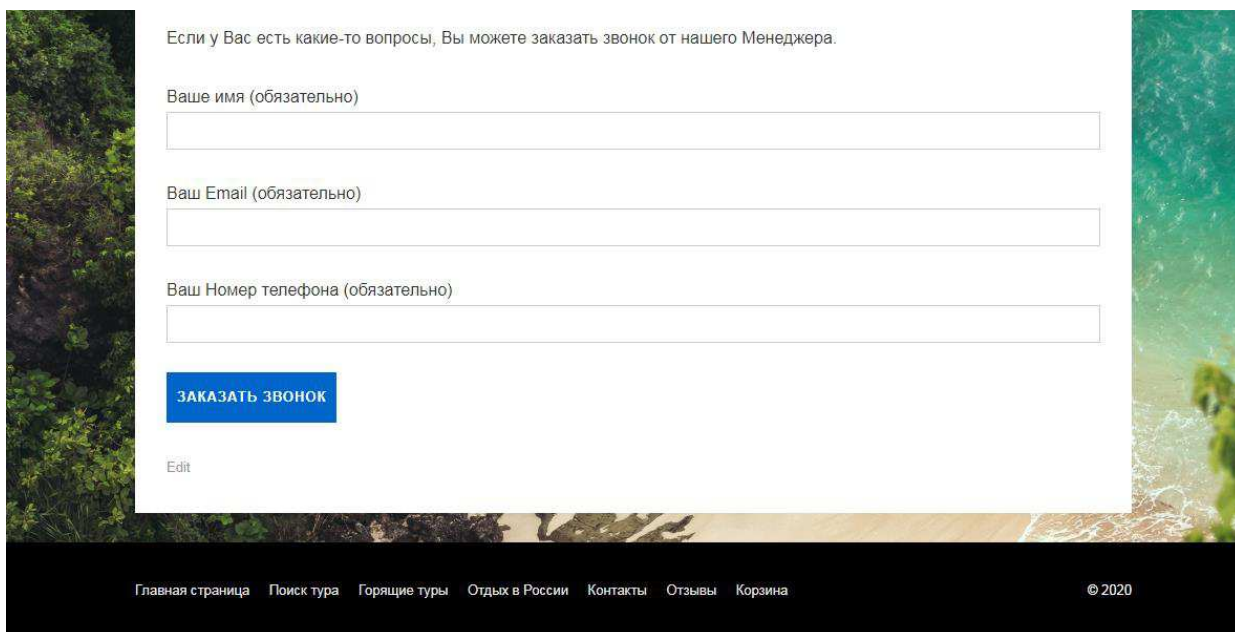 Если у Вас есть какие-то вопросы, Вы можете заказать звонок от нашего Менеджера.
Ваше имя (обязательно)
Ваш Email (обязательно)
Ваш Номер телефона (обязательно)
ЗАКАЗАТЬ ЗВОНОК
Edit
Главная страница Поиск тура Горящие туры Отдых в России Контакты Отзывы Корзина © 2020